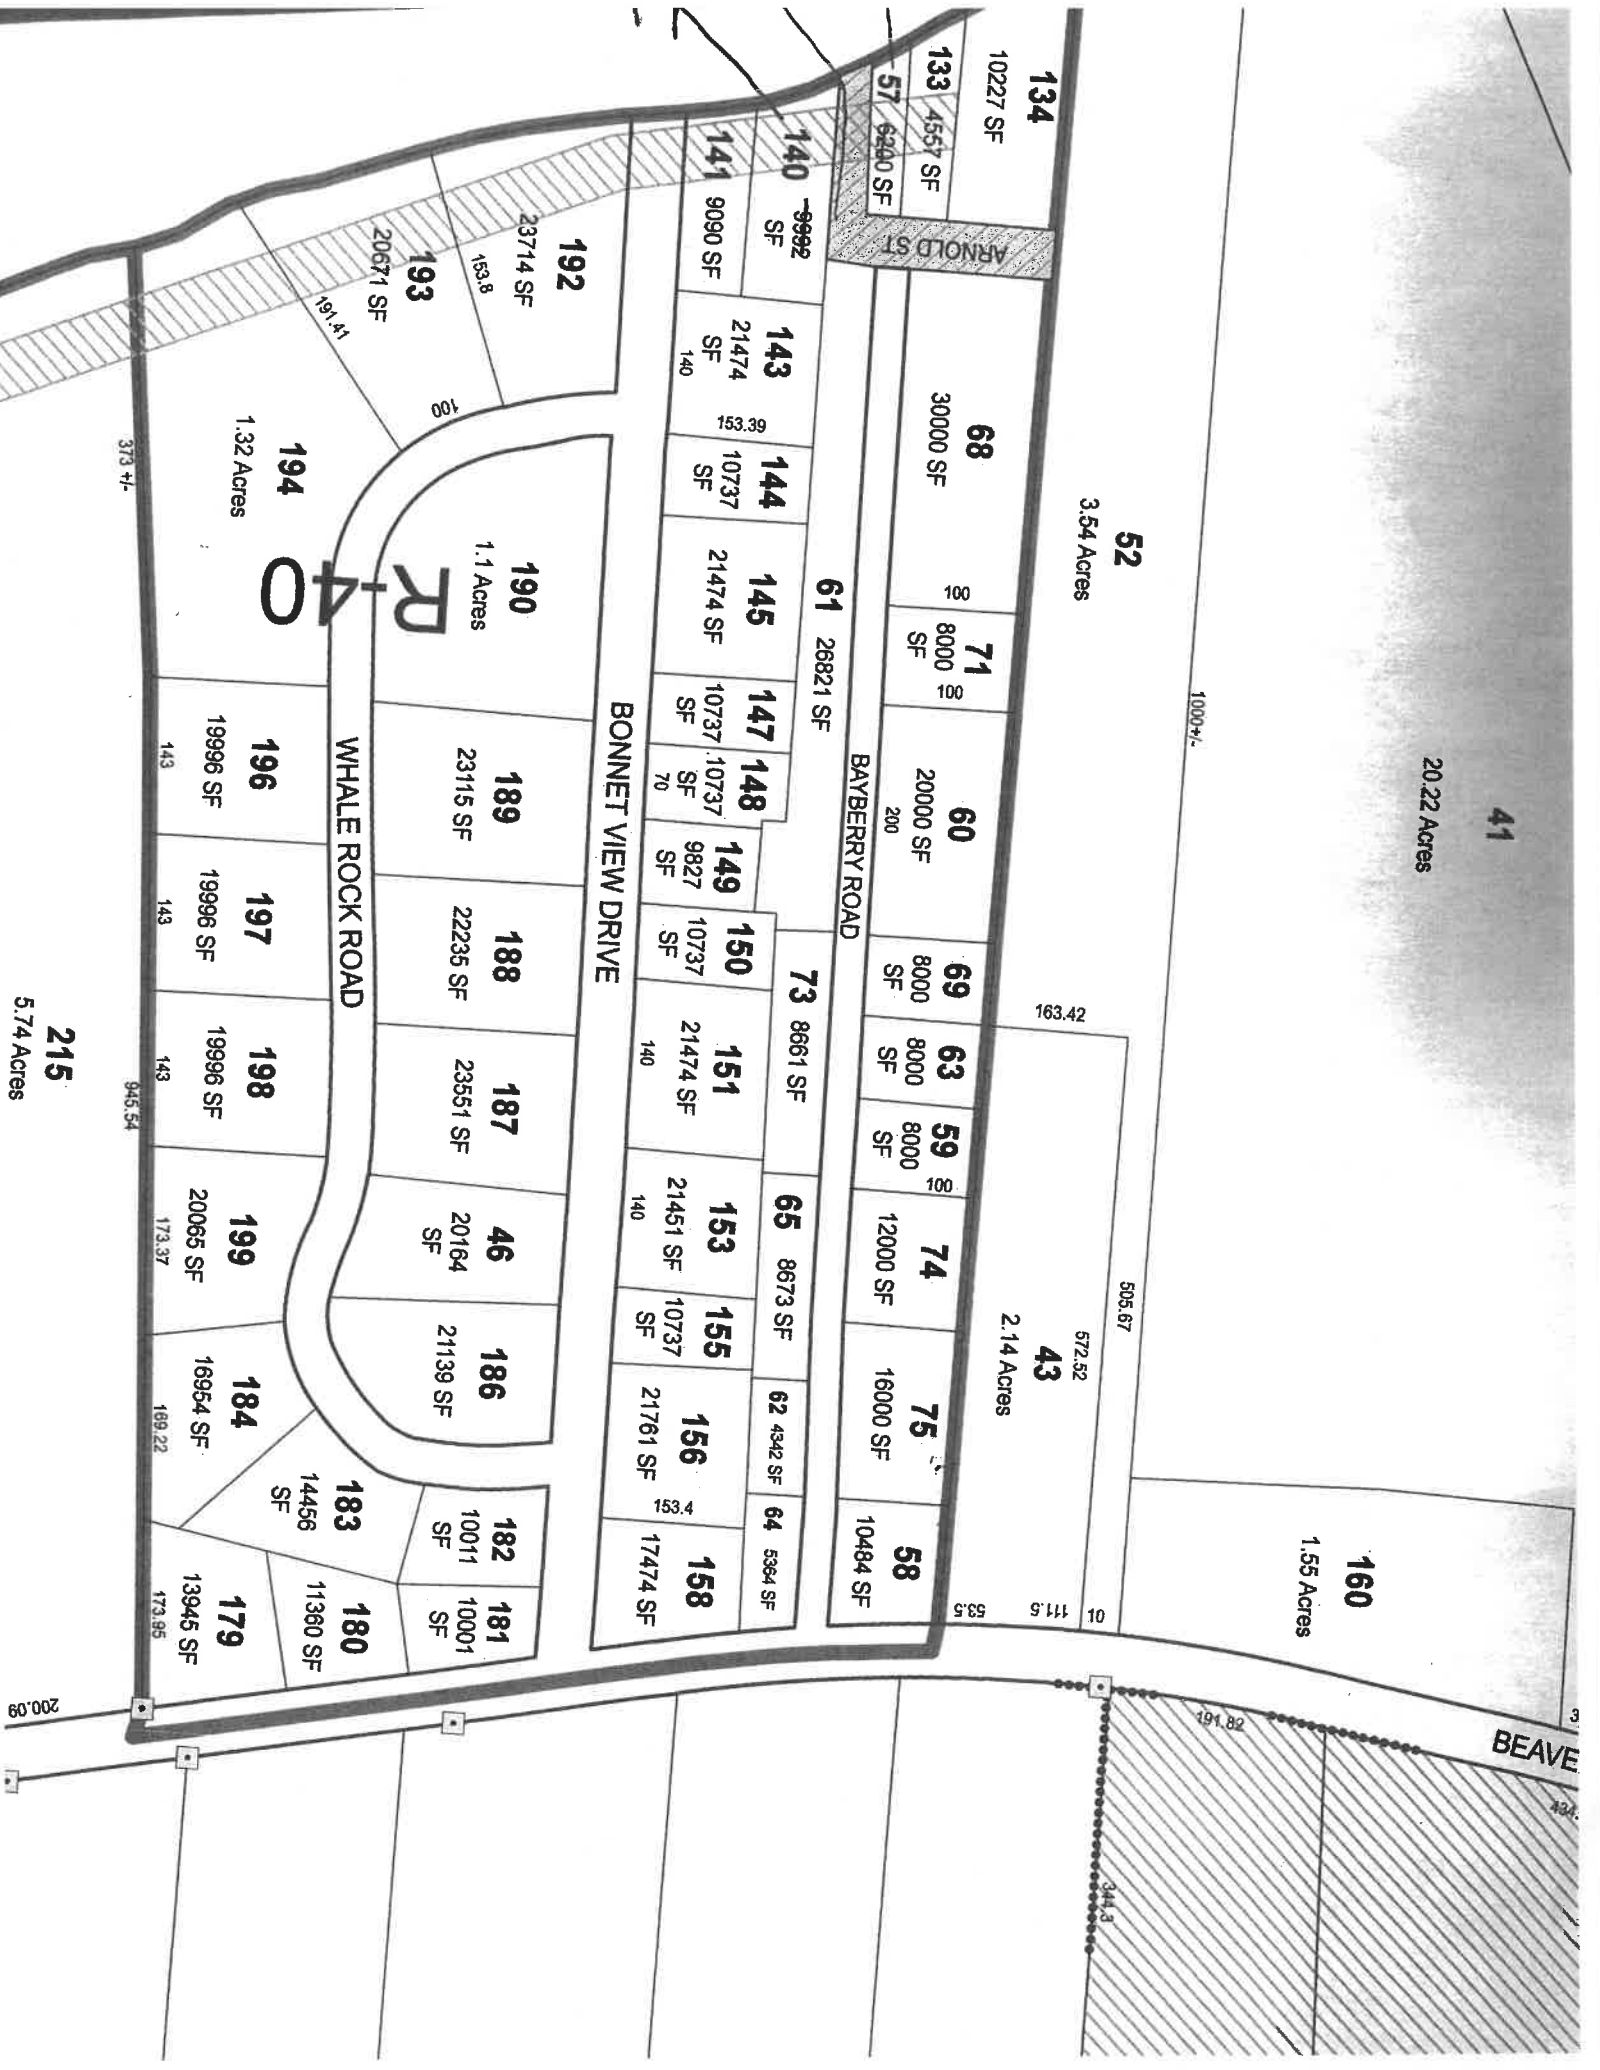 41
20.22 Acres
160
1.55 Acres
BEAVE
191.82
344.3
1000+/-
52
3.54 Acres
505.67
572.52
43
2.14 Acres
163.42
10
111.5
53.5
134
10227 SF
133
4557 SF
57
6200 SF
ARNOLD ST
68
30000 SF
100
71
8000
SF
100
60
20000 SF
200
69
8000
SF
63
8000
SF
59
8000
SF
100
74
12000 SF
75
16000 SF
58
10484 SF
BAYBERRY ROAD
61 26821 SF
73 8661 SF
65 8673 SF
62 4342 SF
64 5364 SF
140
9992
SF
141 9090 SF
143
21474
SF
140
153.39
144
10737
SF
145
21474 SF
147
10737
SF
148
10737
SF
70
149
9827
SF
150
10737
SF
151
21474 SF
140
153
21451 SF
140
155
10737
SF
156
21761 SF
153.4
158
17474 SF
BONNET VIEW DRIVE
192
23714 SF
153.8
193
20671 SF
191.41
100
194
1.32 Acres
373 +/-
R-40
190
1.1 Acres
189
23115 SF
188
22235 SF
187
23551 SF
46
20164
SF
186
21139 SF
182
10011
SF
181
10001
SF
WHALE ROCK ROAD
196
19996 SF
143
197
19996 SF
143
198
19996 SF
143
199
20065 SF
173.37
184
16954 SF
169.22
183
14456
SF
180
11360 SF
179
13945 SF
173.95
945.54
215
5.74 Acres
200.09